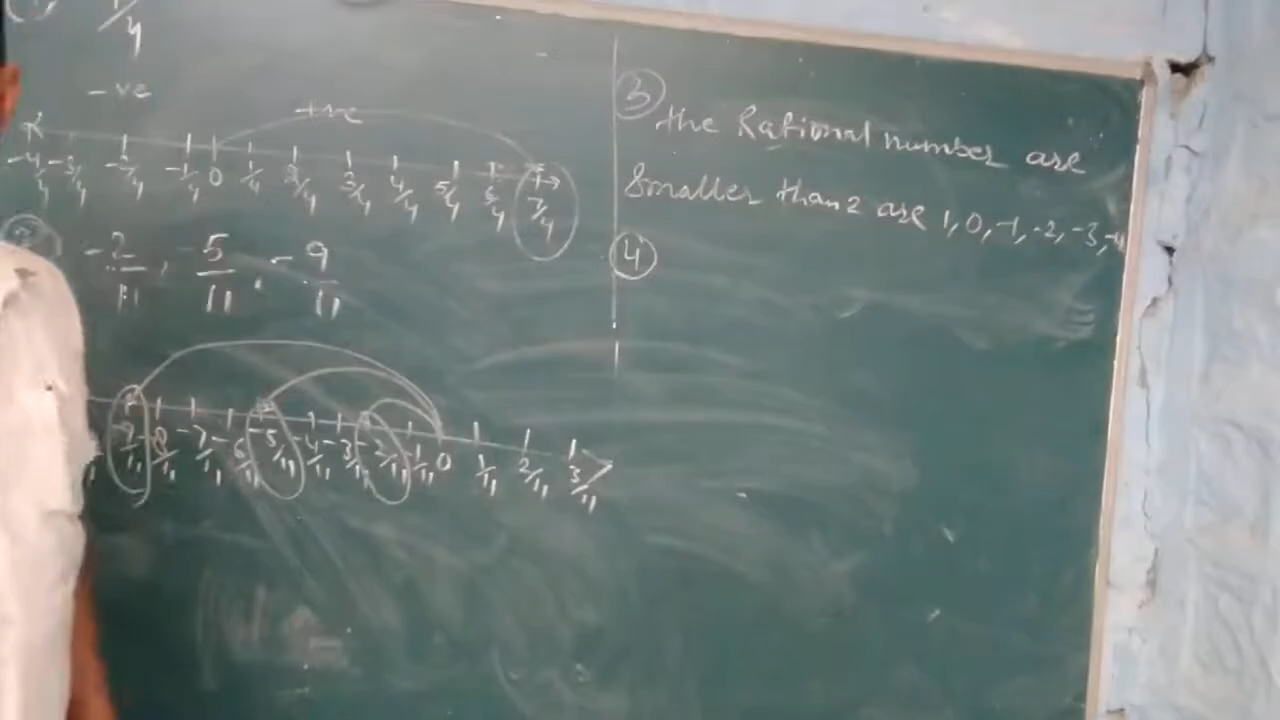 7/4
-ve
+ve
-4/4 -3/4 -2/4 -1/4 0 1/4 2/4 3/4 4/4 5/4 6/4 7/4
-2/11, -5/11, -9/11
-9/11 -8/11 -7/11 -6/11 -5/11 -4/11 -3/11 -2/11 -1/11 0 1/11 2/11 3/11
3
the Rational number are
Smaller than 2 are 1, 0, -1, -2, -3,
4